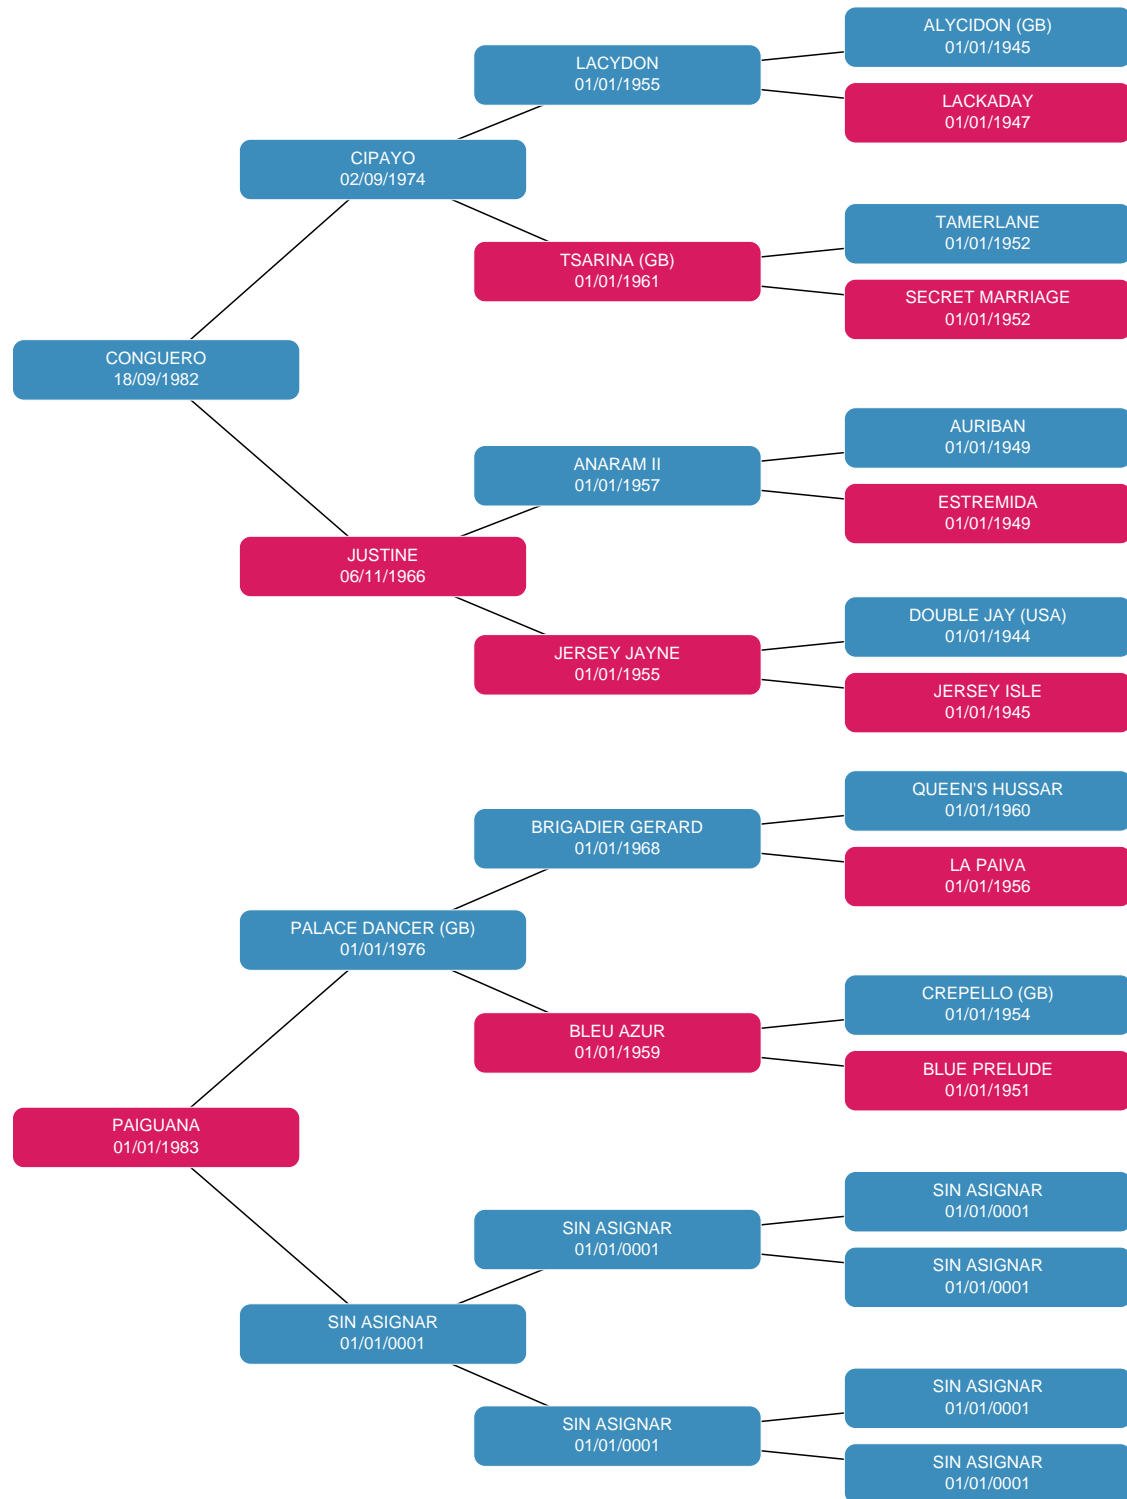 ALYCIDON (GB)
01/01/1945
LACYDON
01/01/1955
LACKADAY
01/01/1947
CIPAYO
02/09/1974
TAMERLANE
01/01/1952
TSARINA (GB)
01/01/1961
SECRET MARRIAGE
01/01/1952
CONGUERO
18/09/1982
AURIBAN
01/01/1949
ANARAM II
01/01/1957
ESTREMIDA
01/01/1949
JUSTINE
06/11/1966
DOUBLE JAY (USA)
01/01/1944
JERSEY JAYNE
01/01/1955
JERSEY ISLE
01/01/1945
QUEEN'S HUSSAR
01/01/1960
BRIGADIER GERARD
01/01/1968
LA PAIVA
01/01/1956
PALACE DANCER (GB)
01/01/1976
CREPELLO (GB)
01/01/1954
BLEU AZUR
01/01/1959
BLUE PRELUDE
01/01/1951
PAIGUANA
01/01/1983
SIN ASIGNAR
01/01/0001
SIN ASIGNAR
01/01/0001
SIN ASIGNAR
01/01/0001
SIN ASIGNAR
01/01/0001
SIN ASIGNAR
01/01/0001
SIN ASIGNAR
01/01/0001
SIN ASIGNAR
01/01/0001